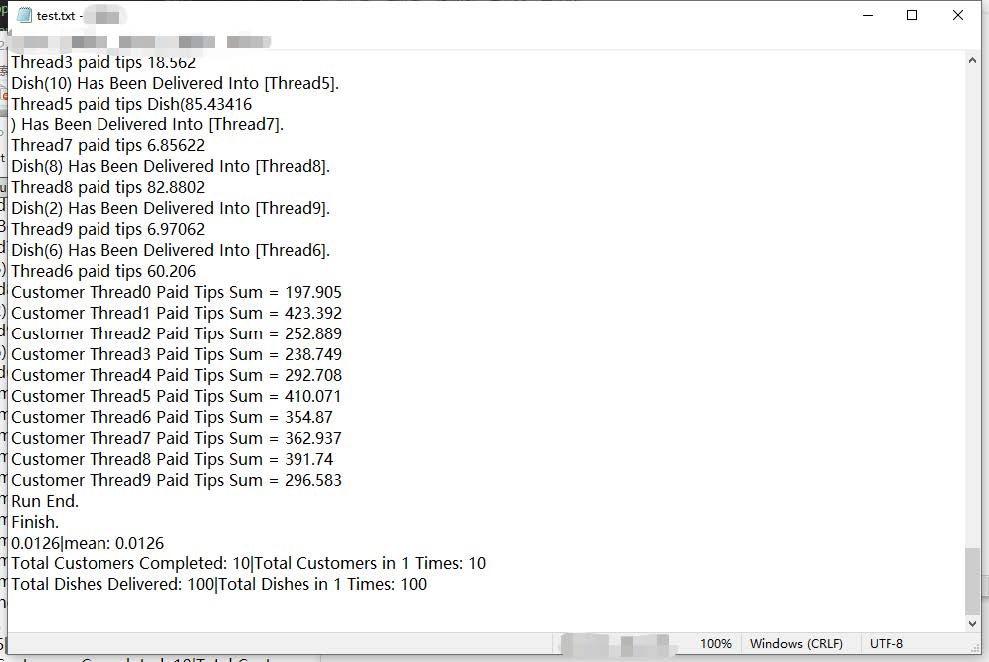 test.txt -
Thread3 paid tips 18.562
Dish(10) Has Been Delivered Into [Thread5].
Thread5 paid tips Dish(85.43416
) Has Been Delivered Into [Thread7].
Thread7 paid tips 6.85622
Dish(8) Has Been Delivered Into [Thread8].
Thread8 paid tips 82.8802
Dish(2) Has Been Delivered Into [Thread9].
Thread9 paid tips 6.97062
Dish(6) Has Been Delivered Into [Thread6].
Thread6 paid tips 60.206
Customer Thread0 Paid Tips Sum = 197.905
Customer Thread1 Paid Tips Sum = 423.392
Customer Thread2 Paid Tips Sum = 252.889
Customer Thread3 Paid Tips Sum = 238.749
Customer Thread4 Paid Tips Sum = 292.708
Customer Thread5 Paid Tips Sum = 410.071
Customer Thread6 Paid Tips Sum = 354.87
Customer Thread7 Paid Tips Sum = 362.937
Customer Thread8 Paid Tips Sum = 391.74
Customer Thread9 Paid Tips Sum = 296.583
Run End.
Finish.
0.0126|mean: 0.0126
Total Customers Completed: 10|Total Customers in 1 Times: 10
Total Dishes Delivered: 100|Total Dishes in 1 Times: 100
100% Windows (CRLF) UTF-8